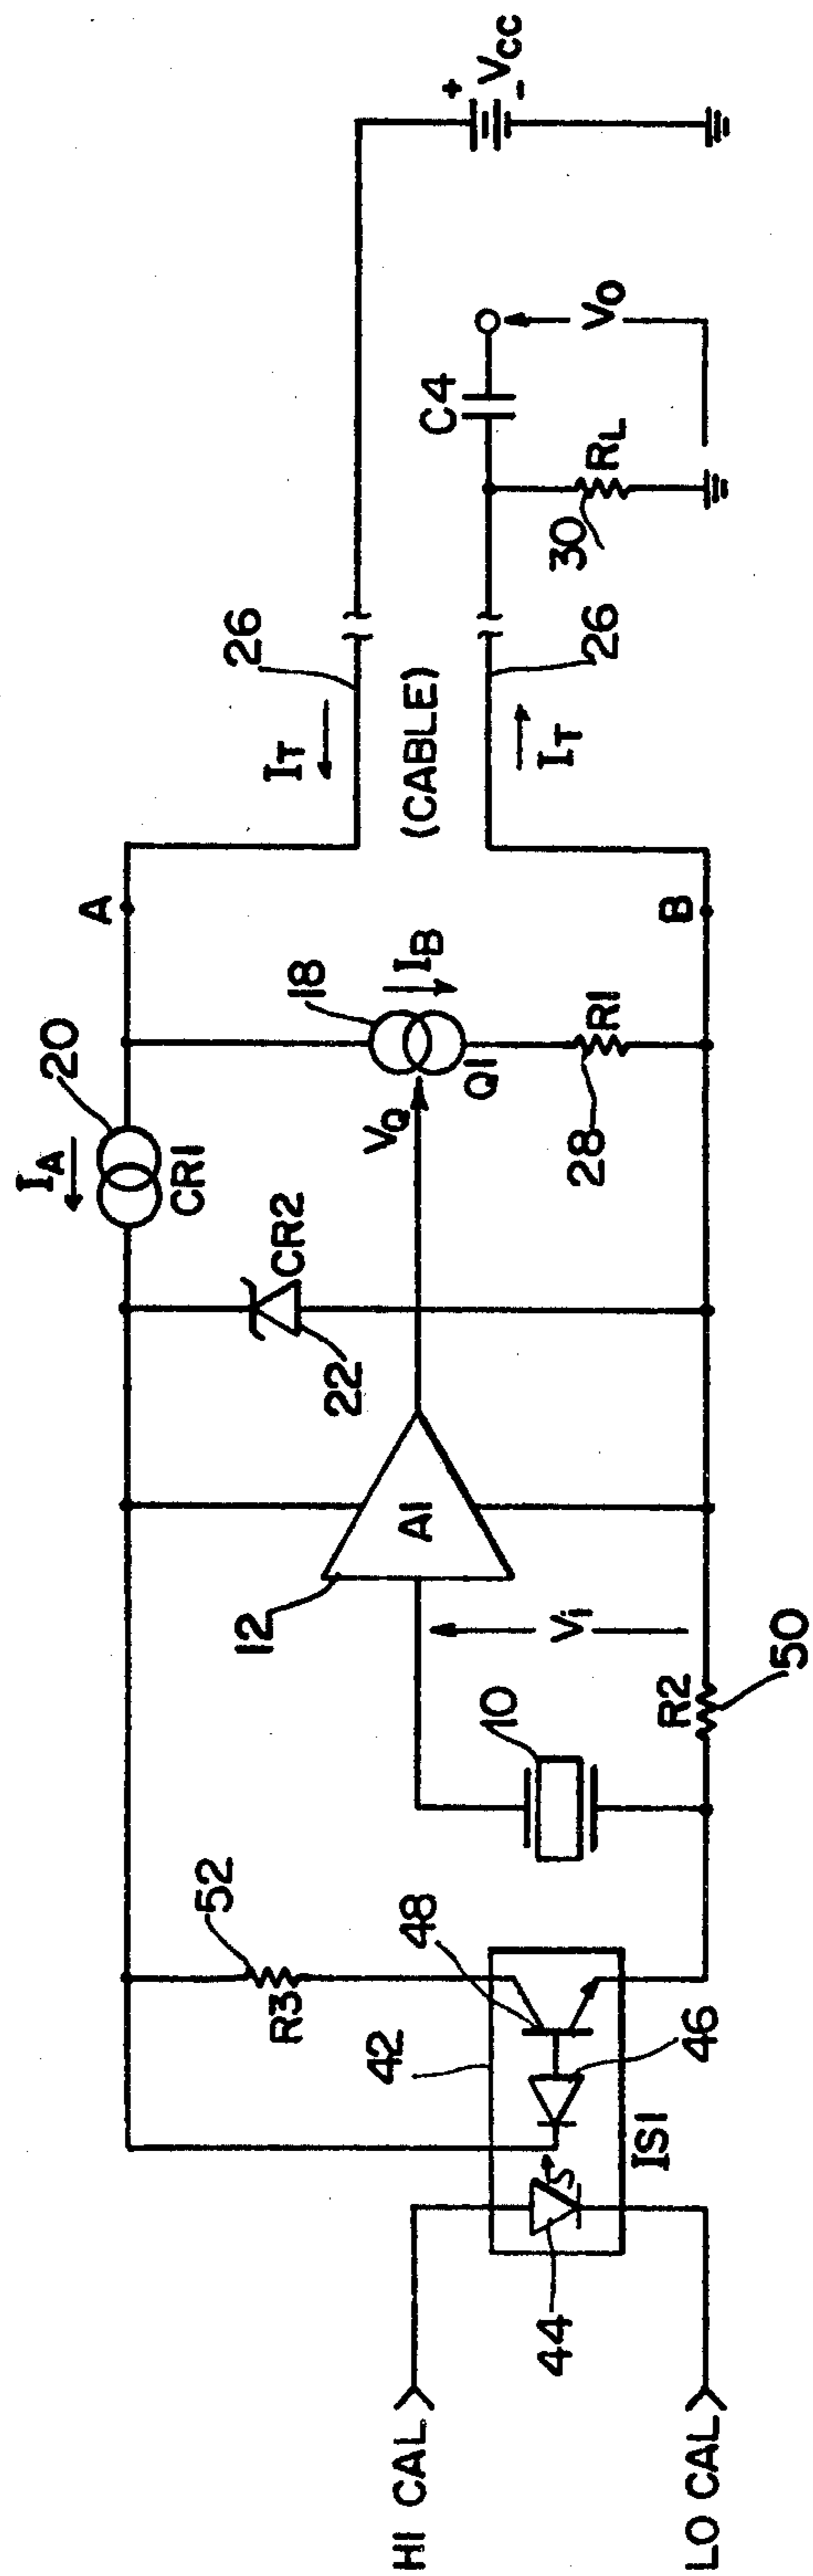 HI CAL
LO CAL
44
IS1
42
46
48
52
R3
10
R2
50
Vi
12
A1
22
CR2
VQ
IA
20
CR1
18
IB
Q1
28
R1
A
B
IT
26
(CABLE)
IT
26
30
RL
C4
VO
+
VCC
-